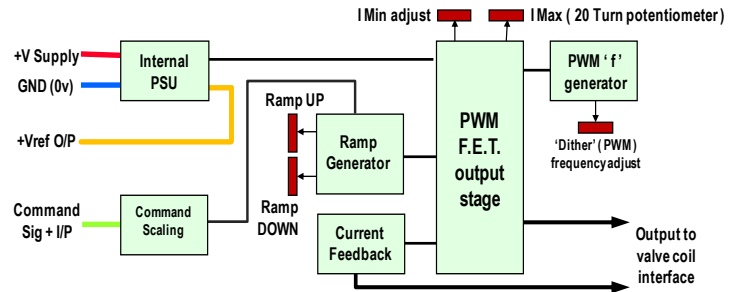 I Min adjust
I Max ( 20 Turn potentiometer)
+V Supply
GND (0v)
Internal
PSU
PWM ‘ f ’
generator
+Vref O/P
Ramp UP
Ramp
Generator
Ramp
DOWN
PWM
F.E.T.
output
stage
‘Dither’ ( PWM )
frequency adjust
Command
Sig + I/P
Command
Scaling
Current
Feedback
Output to
valve coil
interface